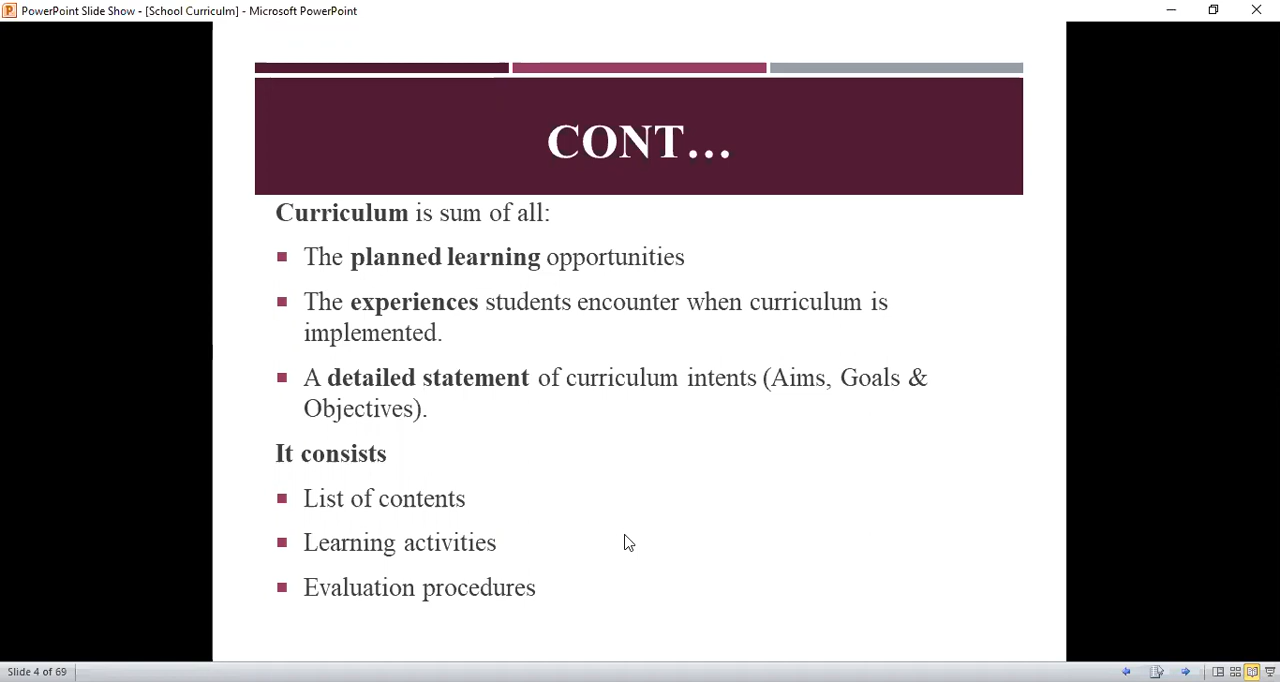 PowerPoint Slide Show - [School Curriculm] - Microsoft PowerPoint
CONT...
Curriculum is sum of all:
The planned learning opportunities
The experiences students encounter when curriculum is
implemented.
A detailed statement of curriculum intents (Aims, Goals &
Objectives).
It consists
List of contents
Learning activities
Evaluation procedures
Slide 4 of 69